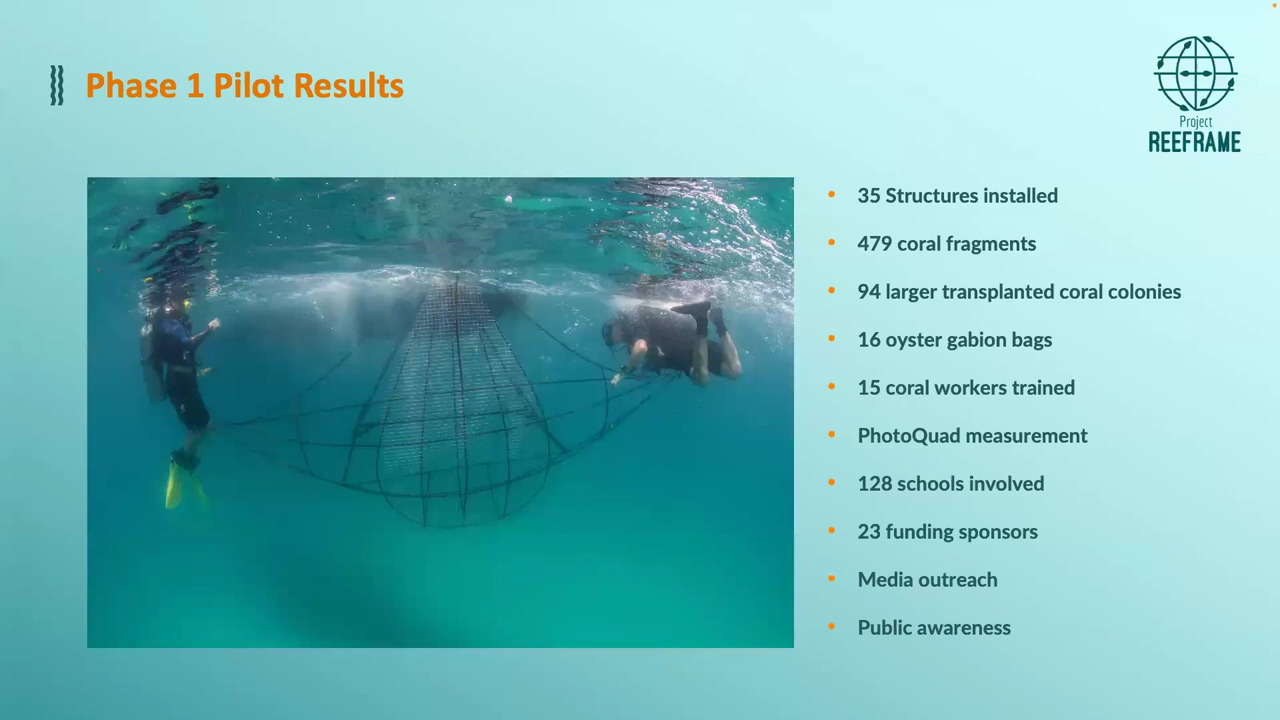 Phase 1 Pilot Results
Project
REEFRAME
35 Structures installed
479 coral fragments
94 larger transplanted coral colonies
16 oyster gabion bags
15 coral workers trained
PhotoQuad measurement
128 schools involved
23 funding sponsors
Media outreach
Public awareness